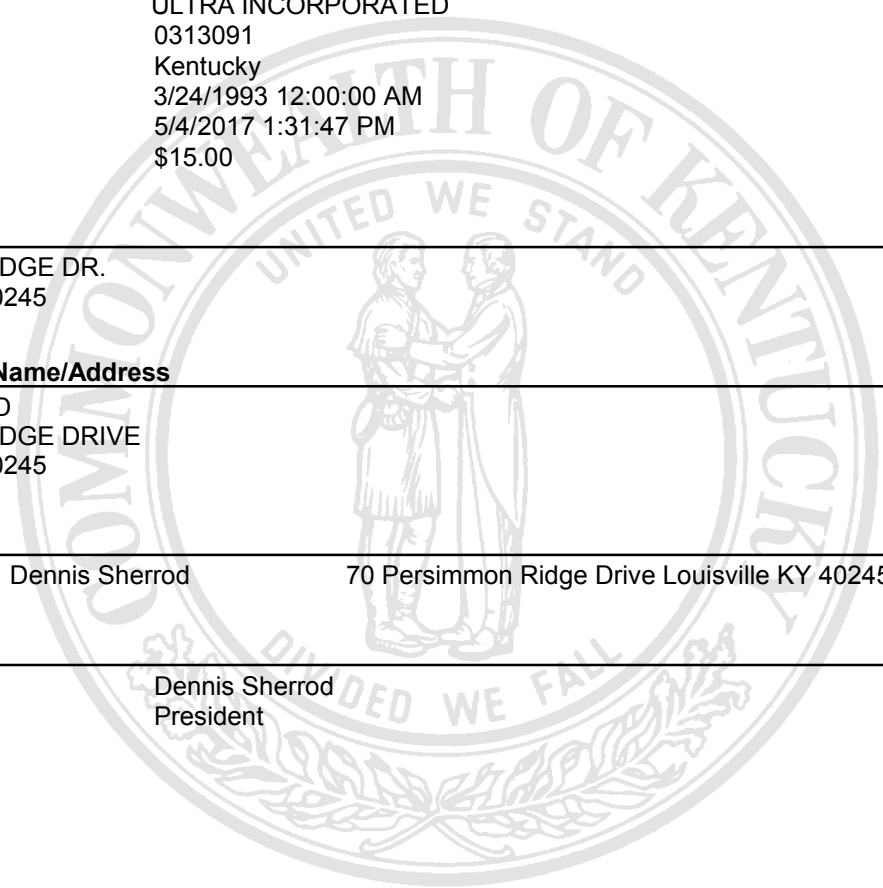 ULTRA INCORPORATED
0313091
Kentucky
3/24/1993 12:00:00 AM
5/4/2017 1:31:47 PM
$15.00
DGE DR.
0245
Name/Address
D
DGE DRIVE
0245
Dennis Sherrod 70 Persimmon Ridge Drive Louisville KY 40245
Dennis Sherrod
President
COMMONWEALTH OF KENTUCKY
UNITED WE STAND
DIVIDED WE FALL